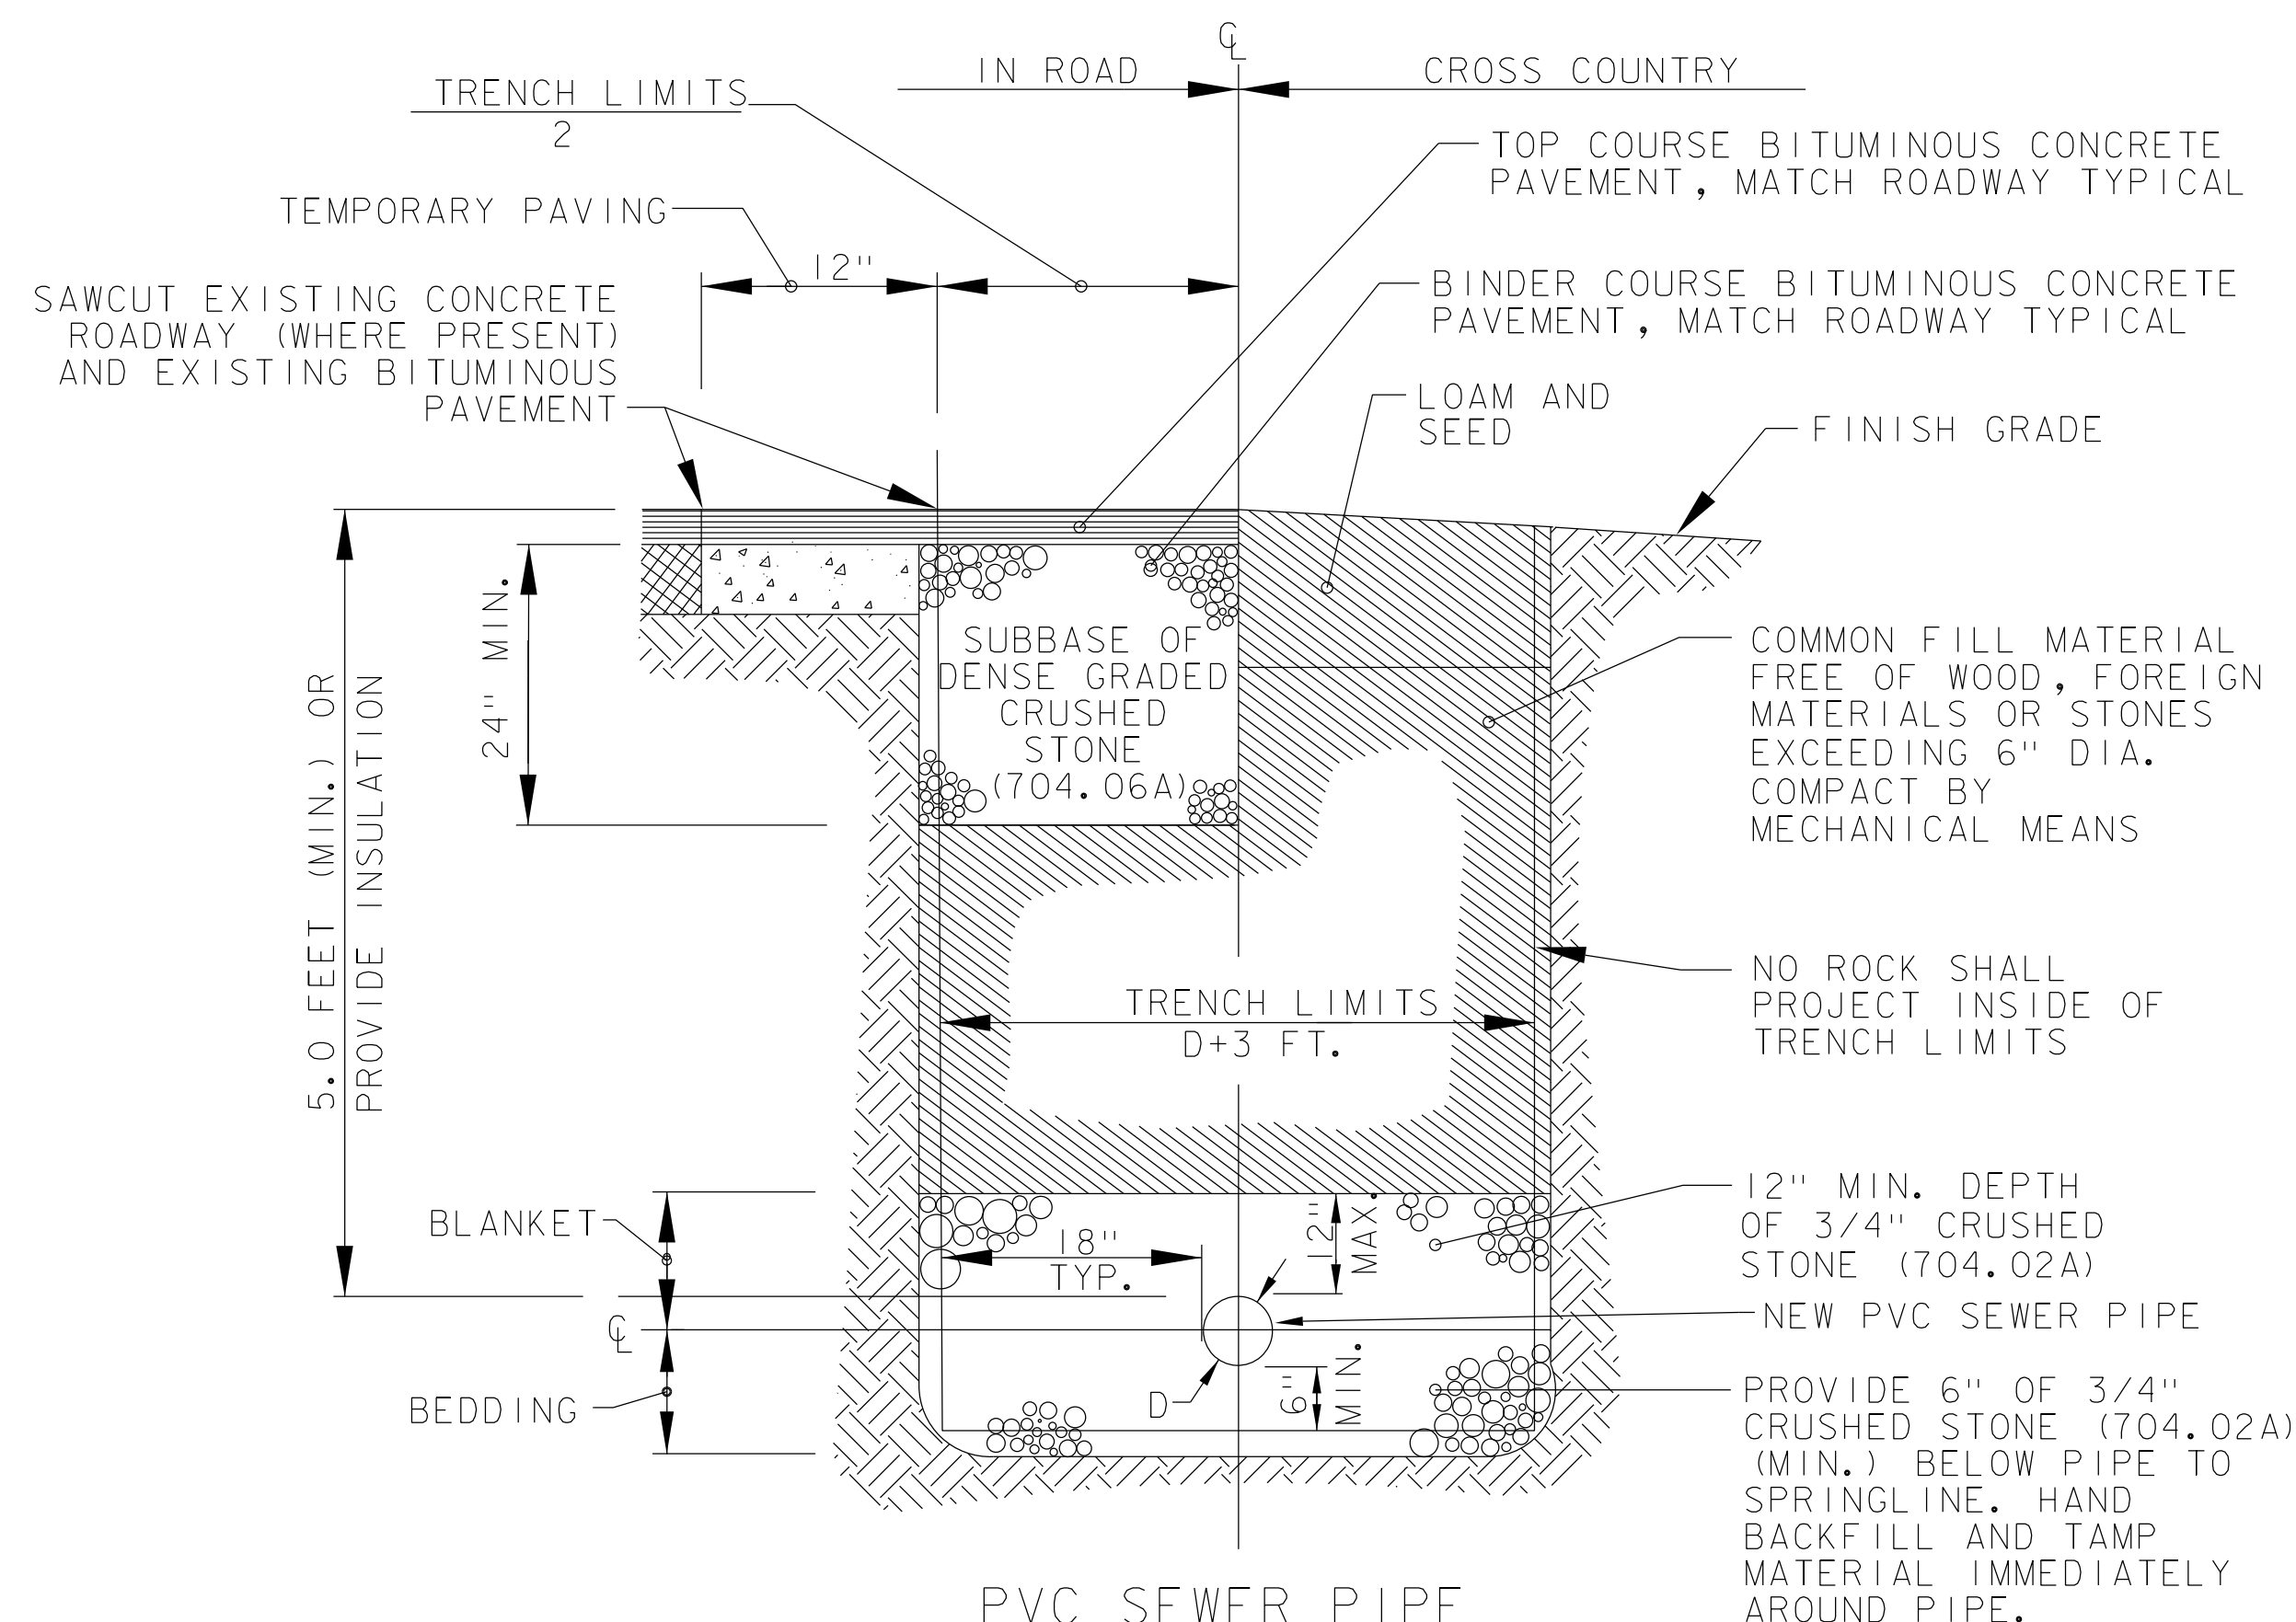 ℄
IN ROAD
CROSS COUNTRY
TRENCH LIMITS
2
TOP COURSE BITUMINOUS CONCRETE
PAVEMENT, MATCH ROADWAY TYPICAL
TEMPORARY PAVING
12"
BINDER COURSE BITUMINOUS CONCRETE
PAVEMENT, MATCH ROADWAY TYPICAL
SAWCUT EXISTING CONCRETE
ROADWAY (WHERE PRESENT)
AND EXISTING BITUMINOUS
PAVEMENT
LOAM AND
SEED
FINISH GRADE
24" MIN.
5.0 FEET (MIN.) OR
PROVIDE INSULATION
SUBBASE OF
DENSE GRADED
CRUSHED
STONE
(704.06A)
COMMON FILL MATERIAL
FREE OF WOOD, FOREIGN
MATERIALS OR STONES
EXCEEDING 6" DIA.
COMPACT BY
MECHANICAL MEANS
NO ROCK SHALL
PROJECT INSIDE OF
TRENCH LIMITS
TRENCH LIMITS
D+3 FT.
BLANKET
18"
TYP.
12"
MAX.
12" MIN. DEPTH
OF 3/4" CRUSHED
STONE (704.02A)
NEW PVC SEWER PIPE
℄
BEDDING
D
6"
MIN.
PROVIDE 6" OF 3/4"
CRUSHED STONE (704.02A)
(MIN.) BELOW PIPE TO
SPRINGLINE. HAND
BACKFILL AND TAMP
MATERIAL IMMEDIATELY
AROUND PIPE.
PVC SEWER PIPE